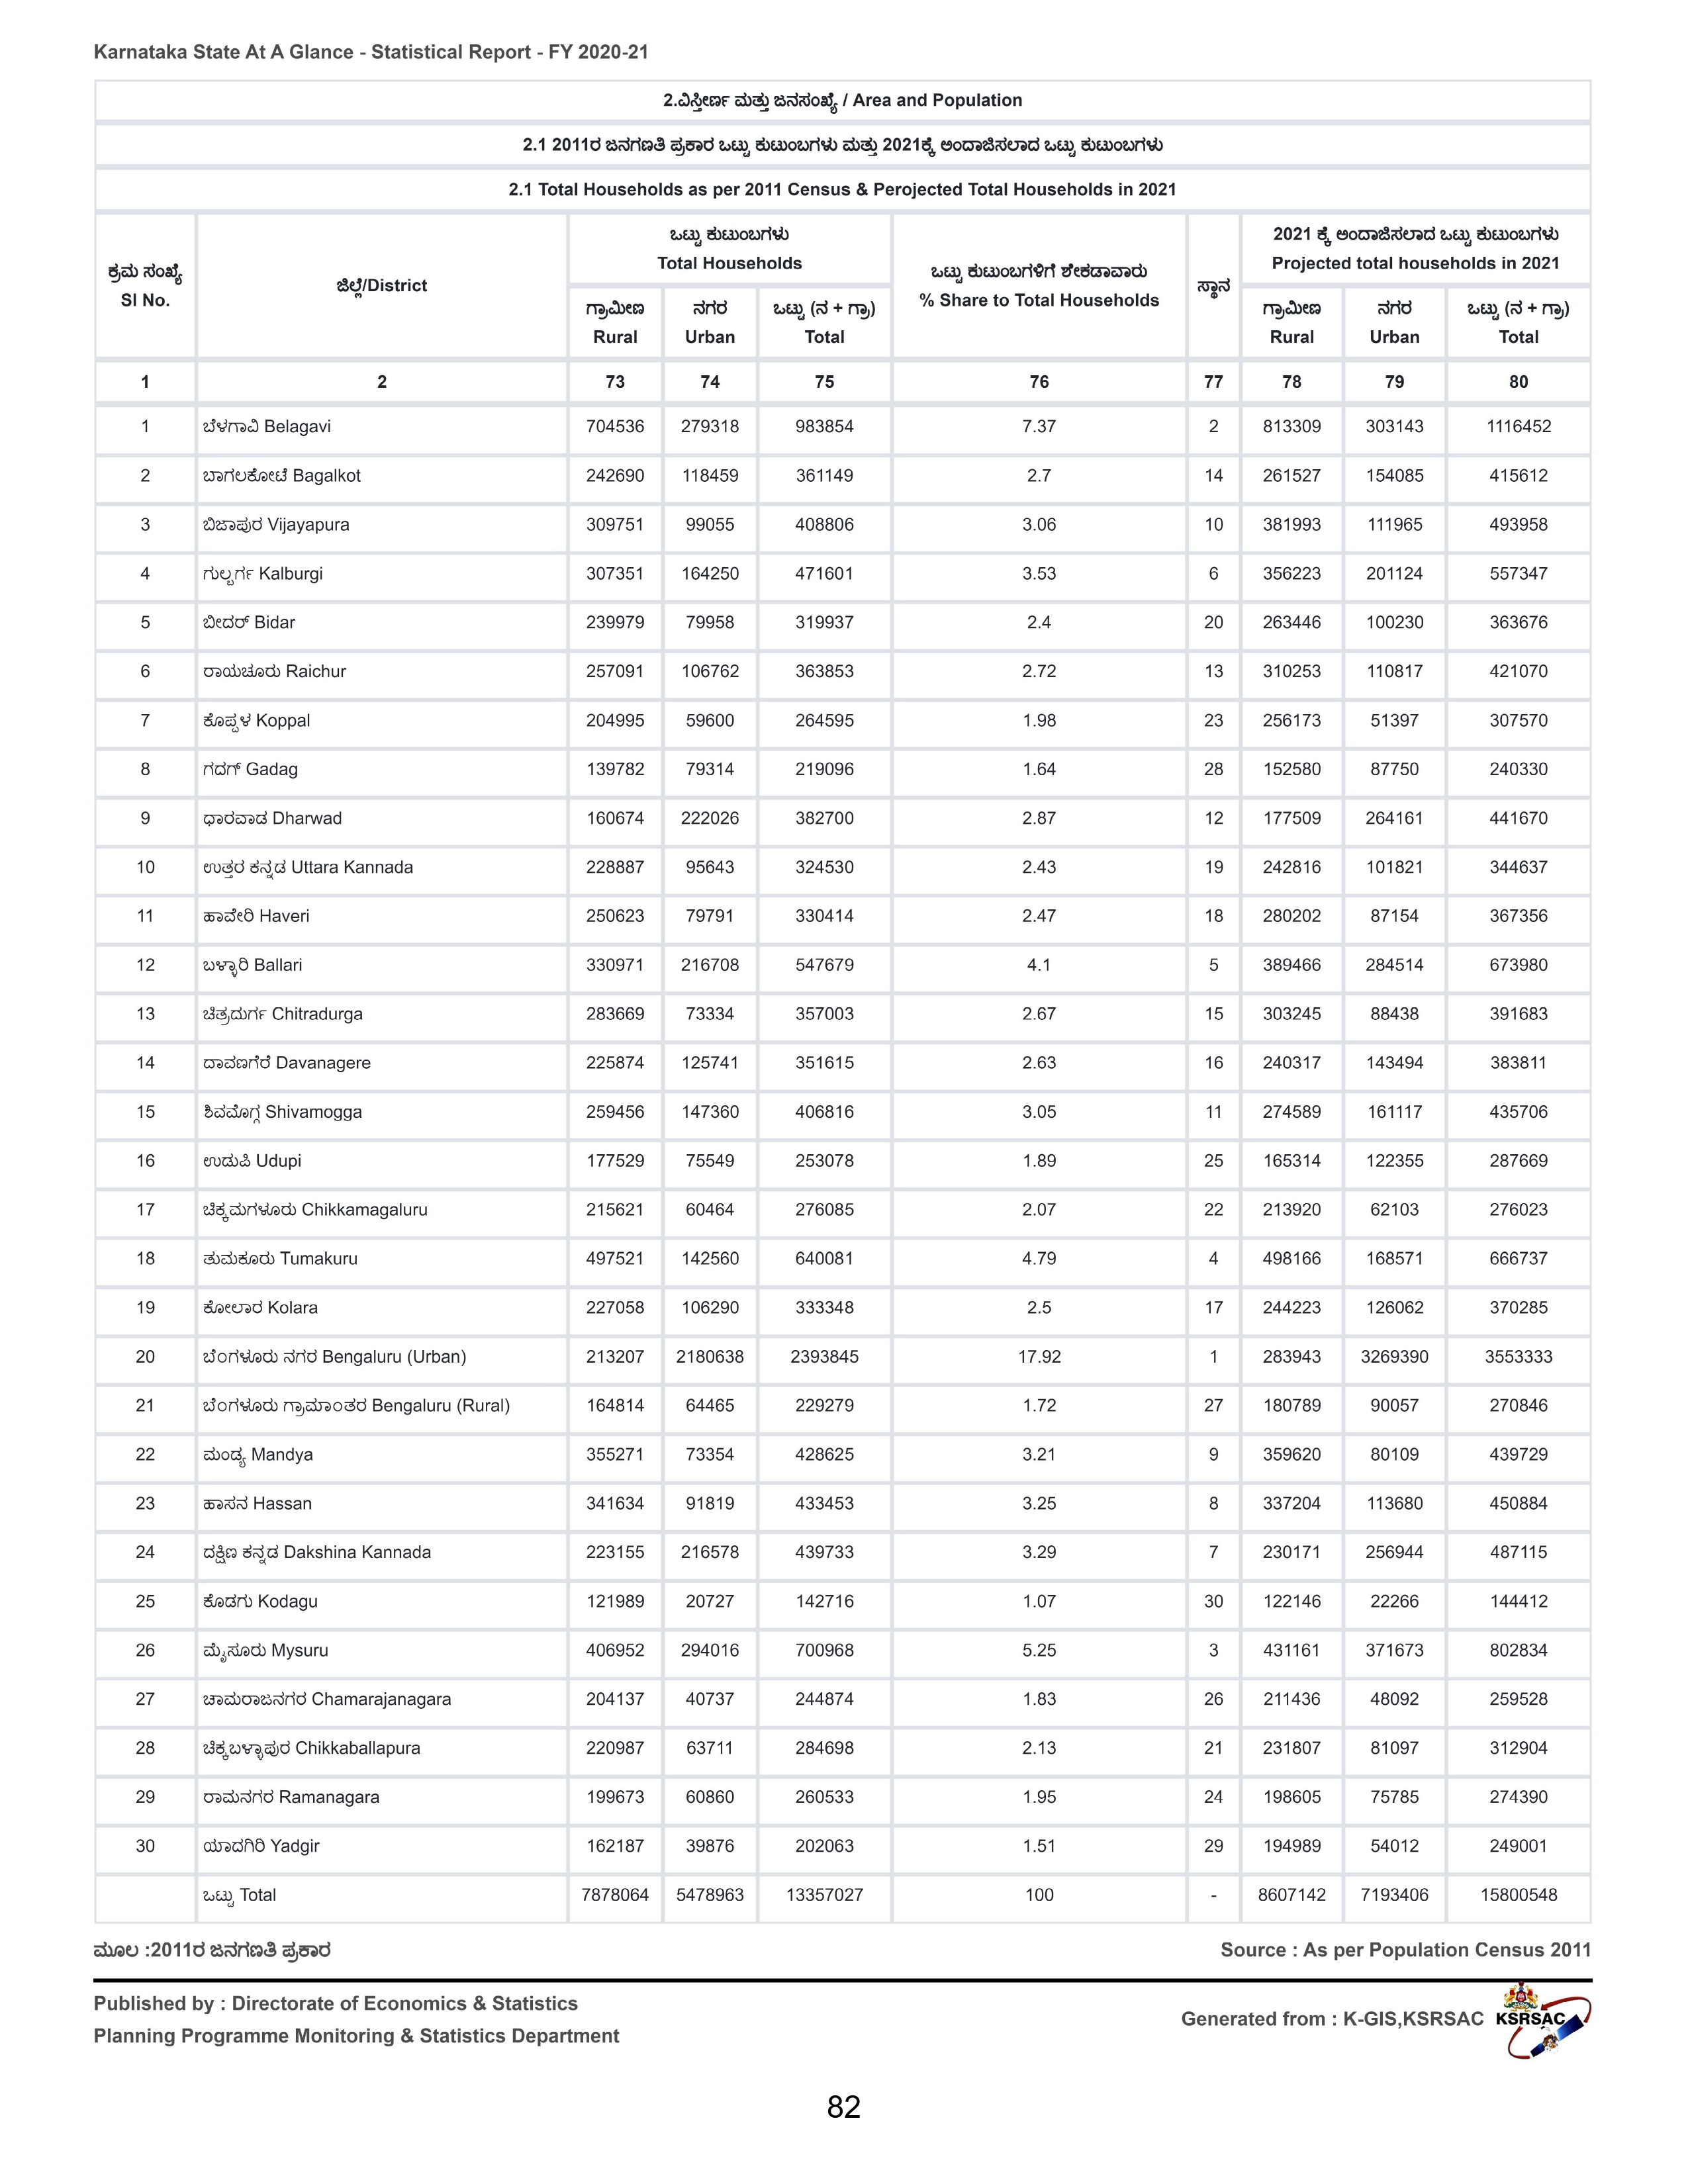 Karnataka State At A Glance - Statistical Report - FY 2020-21
2.ವಿಸ್ತೀರ್ಣ ಮತ್ತು ಜನಸಂಖ್ಯೆ / Area and Population
2.1 2011ರ ಜನಗಣತಿ ಪ್ರಕಾರ ಒಟ್ಟು ಕುಟುಂಬಗಳು ಮತ್ತು 2021ಕ್ಕೆ ಅಂದಾಜಿಸಲಾದ ಒಟ್ಟು ಕುಟುಂಬಗಳು
2.1 Total Households as per 2011 Census & Perojected Total Households in 2021
ಕ್ರಮ ಸಂಖ್ಯೆ
Sl No.
ಜಿಲ್ಲೆ/District
ಒಟ್ಟು ಕುಟುಂಬಗಳು
Total Households
ಒಟ್ಟು ಕುಟುಂಬಗಳಿಗೆ ಶೇಕಡಾವಾರು
% Share to Total Households
ಸ್ಥಾನ
2021 ಕ್ಕೆ ಅಂದಾಜಿಸಲಾದ ಒಟ್ಟು ಕುಟುಂಬಗಳು
Projected total households in 2021
ಗ್ರಾಮೀಣ ನಗರ ಒಟ್ಟು (ನ + ಗ್ರಾ) ಗ್ರಾಮೀಣ ನಗರ ಒಟ್ಟು (ನ + ಗ್ರಾ)
Rural Urban Total Rural Urban Total
1 2 73 74 75 76 77 78 79 80
1 ಬೆಳಗಾವಿ Belagavi 704536 279318 983854 7.37 2 813309 303143 1116452
2 ಬಾಗಲಕೋಟೆ Bagalkot 242690 118459 361149 2.7 14 261527 154085 415612
3 ಬಿಜಾಪುರ Vijayapura 309751 99055 408806 3.06 10 381993 111965 493958
4 ಗುಲ್ಬರ್ಗ Kalburgi 307351 164250 471601 3.53 6 356223 201124 557347
5 ಬೀದರ್ Bidar 239979 79958 319937 2.4 20 263446 100230 363676
6 ರಾಯಚೂರು Raichur 257091 106762 363853 2.72 13 310253 110817 421070
7 ಕೊಪ್ಪಳ Koppal 204995 59600 264595 1.98 23 256173 51397 307570
8 ಗದಗ್ Gadag 139782 79314 219096 1.64 28 152580 87750 240330
9 ಧಾರವಾಡ Dharwad 160674 222026 382700 2.87 12 177509 264161 441670
10 ಉತ್ತರ ಕನ್ನಡ Uttara Kannada 228887 95643 324530 2.43 19 242816 101821 344637
11 ಹಾವೇರಿ Haveri 250623 79791 330414 2.47 18 280202 87154 367356
12 ಬಳ್ಳಾರಿ Ballari 330971 216708 547679 4.1 5 389466 284514 673980
13 ಚಿತ್ರದುರ್ಗ Chitradurga 283669 73334 357003 2.67 15 303245 88438 391683
14 ದಾವಣಗೆರೆ Davanagere 225874 125741 351615 2.63 16 240317 143494 383811
15 ಶಿವಮೊಗ್ಗ Shivamogga 259456 147360 406816 3.05 11 274589 161117 435706
16 ಉಡುಪಿ Udupi 177529 75549 253078 1.89 25 165314 122355 287669
17 ಚಿಕ್ಕಮಗಳೂರು Chikkamagaluru 215621 60464 276085 2.07 22 213920 62103 276023
18 ತುಮಕೂರು Tumakuru 497521 142560 640081 4.79 4 498166 168571 666737
19 ಕೋಲಾರ Kolara 227058 106290 333348 2.5 17 244223 126062 370285
20 ಬೆಂಗಳೂರು ನಗರ Bengaluru (Urban) 213207 2180638 2393845 17.92 1 283943 3269390 3553333
21 ಬೆಂಗಳೂರು ಗ್ರಾಮಾಂತರ Bengaluru (Rural) 164814 64465 229279 1.72 27 180789 90057 270846
22 ಮಂಡ್ಯ Mandya 355271 73354 428625 3.21 9 359620 80109 439729
23 ಹಾಸನ Hassan 341634 91819 433453 3.25 8 337204 113680 450884
24 ದಕ್ಷಿಣ ಕನ್ನಡ Dakshina Kannada 223155 216578 439733 3.29 7 230171 256944 487115
25 ಕೊಡಗು Kodagu 121989 20727 142716 1.07 30 122146 22266 144412
26 ಮೈಸೂರು Mysuru 406952 294016 700968 5.25 3 431161 371673 802834
27 ಚಾಮರಾಜನಗರ Chamarajanagara 204137 40737 244874 1.83 26 211436 48092 259528
28 ಚಿಕ್ಕಬಳ್ಳಾಪುರ Chikkaballapura 220987 63711 284698 2.13 21 231807 81097 312904
29 ರಾಮನಗರ Ramanagara 199673 60860 260533 1.95 24 198605 75785 274390
30 ಯಾದಗಿರಿ Yadgir 162187 39876 202063 1.51 29 194989 54012 249001
ಒಟ್ಟು Total 7878064 5478963 13357027 100 - 8607142 7193406 15800548
ಮೂಲ :2011ರ ಜನಗಣತಿ ಪ್ರಕಾರ Source : As per Population Census 2011
Published by : Directorate of Economics & Statistics
Planning Programme Monitoring & Statistics Department
Generated from : K-GIS,KSRSAC KSRSAC
82